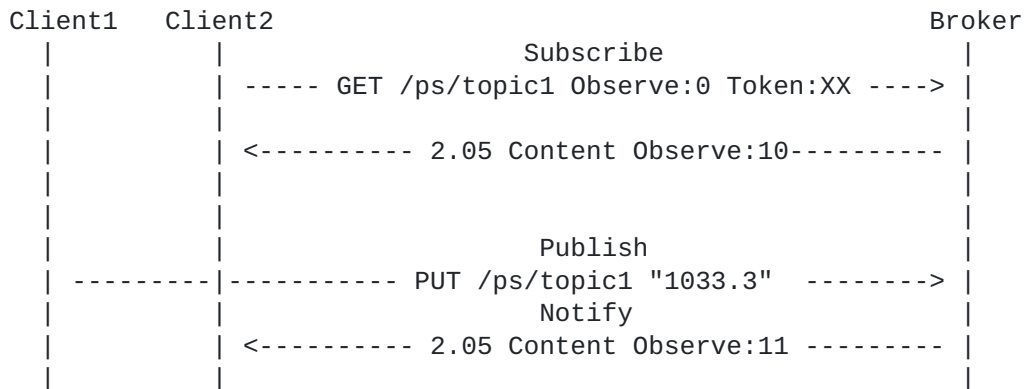 Client1   Client2                                          Broker
  |          |                   Subscribe                   |
  |          | ----- GET /ps/topic1 Observe:0 Token:XX ----> |
  |          |                                               |
  |          | <---------- 2.05 Content Observe:10---------- |
  |          |                                               |
  |          |                                               |
  |          |                    Publish                    |
  | ---------|----------- PUT /ps/topic1 "1033.3"  --------> |
  |          |                    Notify                     |
  |          | <---------- 2.05 Content Observe:11 --------- |
  |          |                                               |